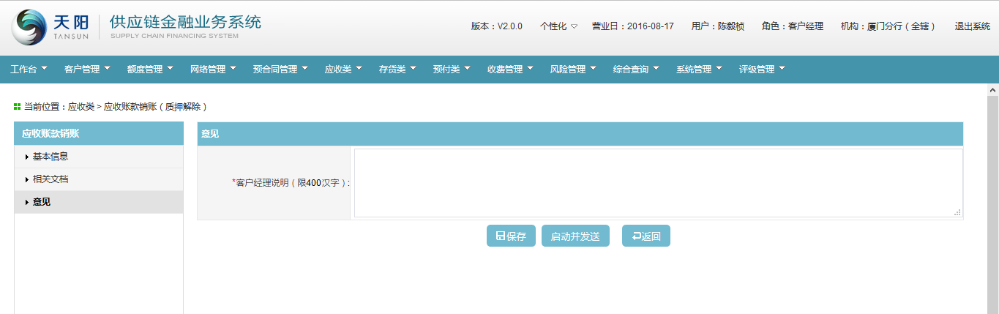 天阳 供应链金融业务系统
TANSUN SUPPLY CHAIN FINANCING SYSTEM
版本：V2.0.0 个性化 营业日：2016-08-17 用户：陈毅桢 角色：客户经理 机构：厦门分行（全辖） 退出系统
工作台 客户管理 额度管理 网络管理 预合同管理 应收类 存货类 预付类 收费管理 风险管理 综合查询 系统管理 评级管理
当前位置：应收类 > 应收账款销账（质押解除）
应收账款销账
基本信息
相关文档
意见
意见
*客户经理说明（限400汉字）:
保存 启动并发送 返回